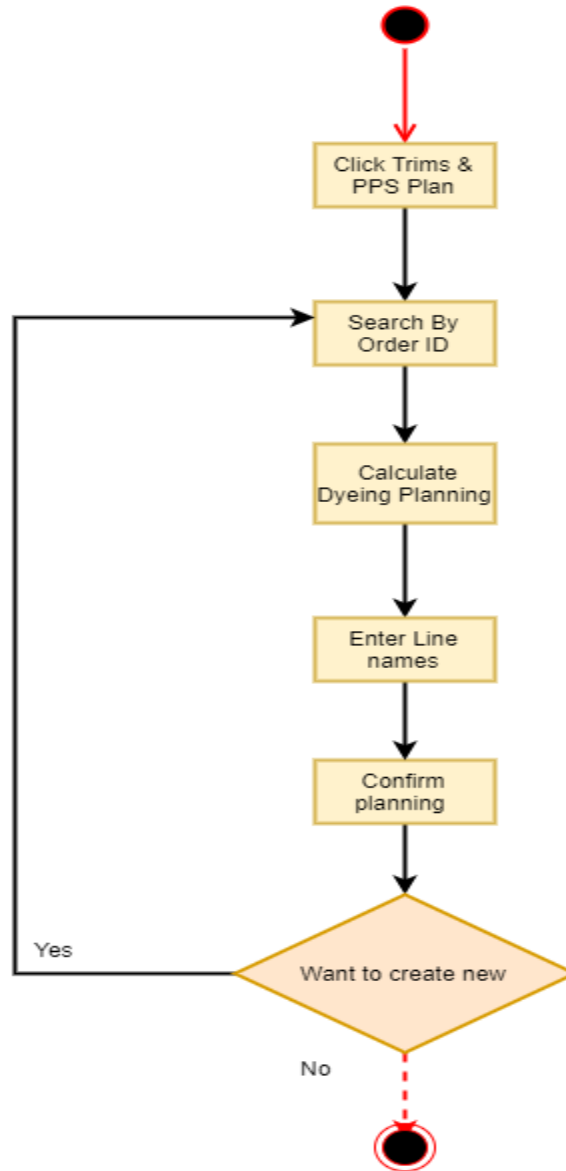 Click Trims &
PPS Plan
Search By
Order ID
Calculate
Dyeing Planning
Enter Line
names
Confirm
planning
Yes
Want to create new
No